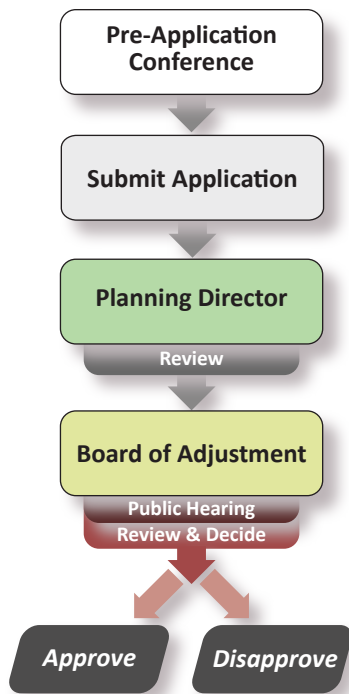 Pre-Application
Conference
Submit Application
Planning Director
Review
Board of Adjustment
Public Hearing
Review & Decide
Approve
Disapprove